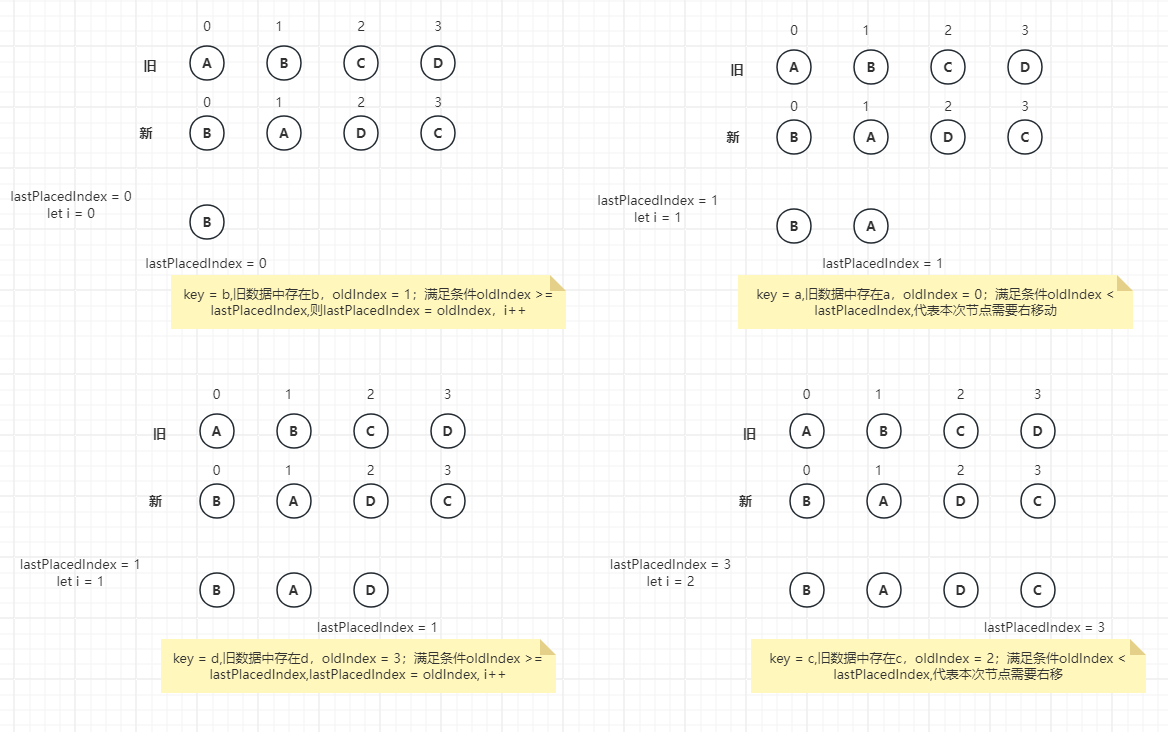 0 1 2 3
旧 A B C D
0 1 2 3
新 B A D C
lastPlacedIndex = 0
let i = 0
B
lastPlacedIndex = 0
key = b,旧数据中存在b，oldIndex = 1；满足条件oldIndex >=
lastPlacedIndex,则lastPlacedIndex = oldIndex，i++
0 1 2 3
旧 A B C D
0 1 2 3
新 B A D C
lastPlacedIndex = 1
let i = 1
B A
lastPlacedIndex = 1
key = a,旧数据中存在a，oldIndex = 0；满足条件oldIndex <
lastPlacedIndex,代表本次节点需要右移动
0 1 2 3
旧 A B C D
0 1 2 3
新 B A D C
lastPlacedIndex = 1
let i = 1
B A D
lastPlacedIndex = 1
key = d,旧数据中存在d，oldIndex = 3；满足条件oldIndex >=
lastPlacedIndex,lastPlacedIndex = oldIndex, i++
0 1 2 3
旧 A B C D
0 1 2 3
新 B A D C
lastPlacedIndex = 3
let i = 2
B A D C
lastPlacedIndex = 3
key = c,旧数据中存在c，oldIndex = 2；满足条件oldIndex <
lastPlacedIndex,代表本次节点需要右移